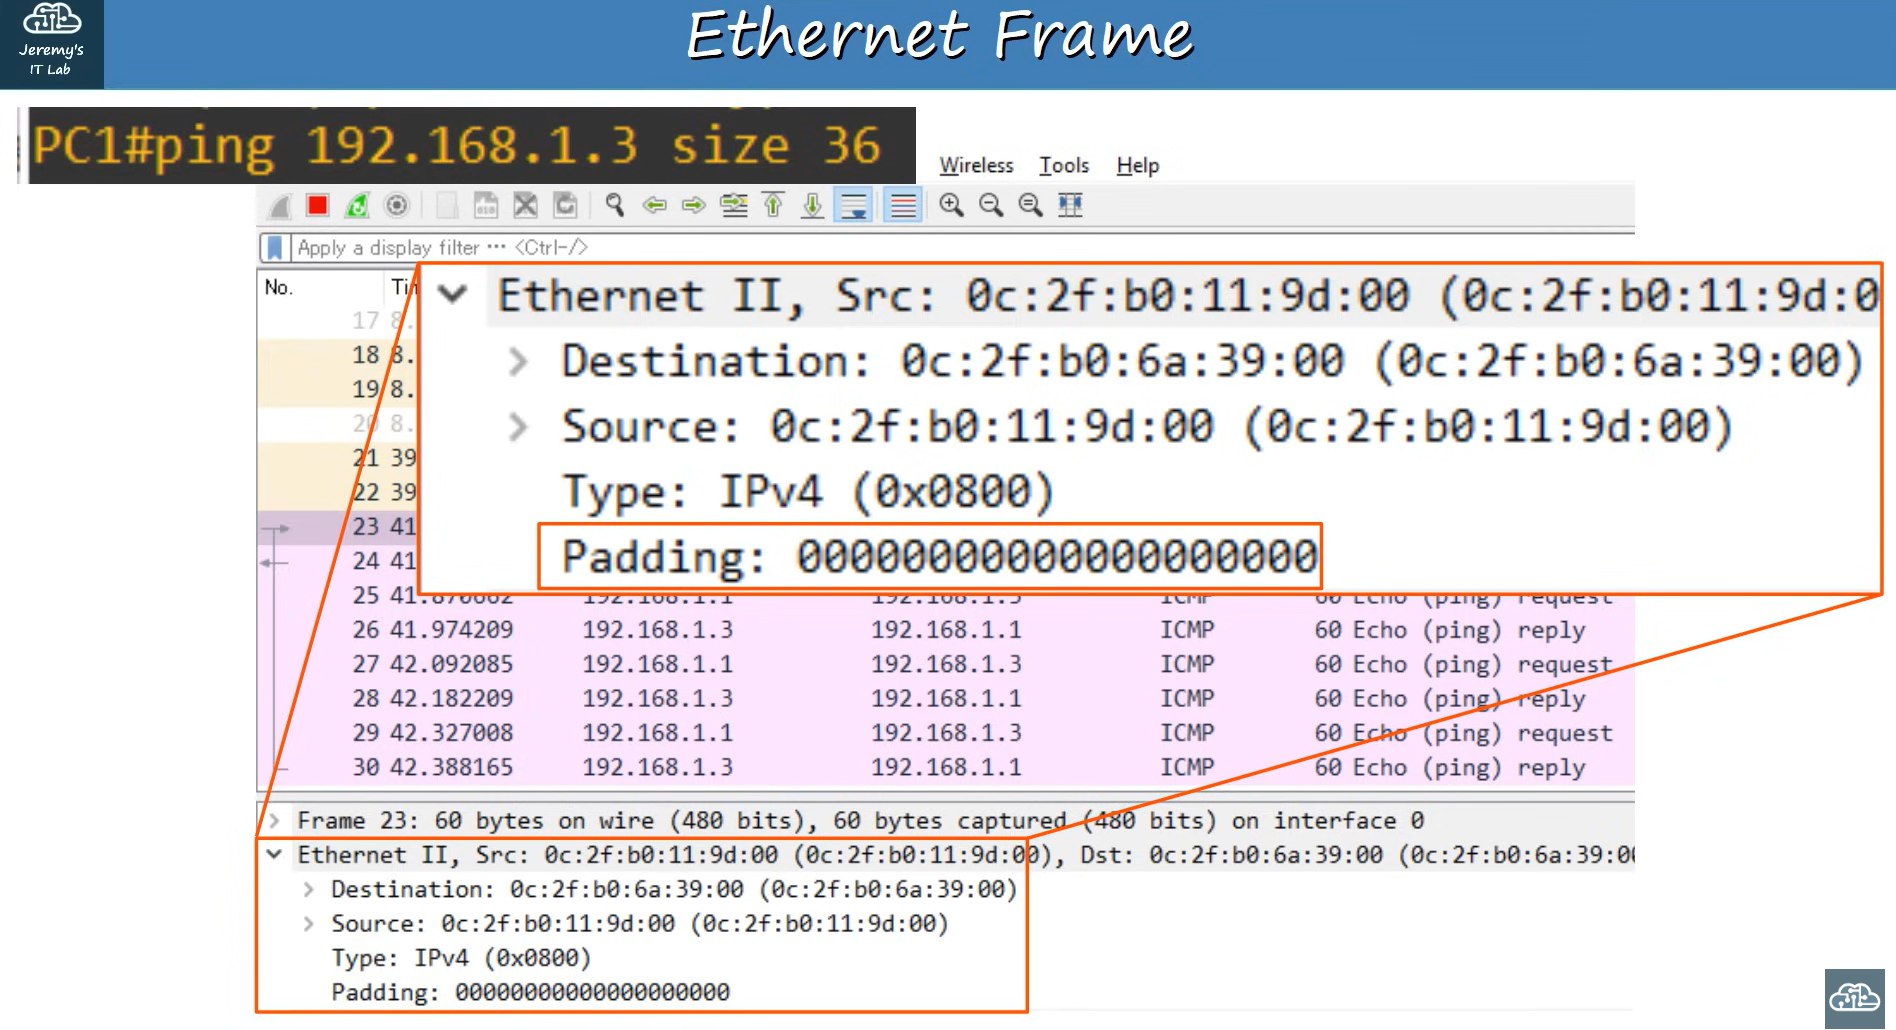 Jeremy's
IT Lab
Ethernet Frame
PC1#ping 192.168.1.3 size 36
Wireless Tools Help
Apply a display filter ··· <Ctrl-/>
No. Tim
17 8.
18 8.
19 8.
20 8.
21 39
22 39
23 41
24 41
Ethernet II, Src: 0c:2f:b0:11:9d:00 (0c:2f:b0:11:9d:0
Destination: 0c:2f:b0:6a:39:00 (0c:2f:b0:6a:39:00)
Source: 0c:2f:b0:11:9d:00 (0c:2f:b0:11:9d:00)
Type: IPv4 (0x0800)
Padding: 00000000000000000000
25 41.870662 192.168.1.1 192.168.1.3 ICMP 60 Echo (ping) request
26 41.974209 192.168.1.3 192.168.1.1 ICMP 60 Echo (ping) reply
27 42.092085 192.168.1.1 192.168.1.3 ICMP 60 Echo (ping) request
28 42.182209 192.168.1.3 192.168.1.1 ICMP 60 Echo (ping) reply
29 42.327008 192.168.1.1 192.168.1.3 ICMP 60 Echo (ping) request
30 42.388165 192.168.1.3 192.168.1.1 ICMP 60 Echo (ping) reply
Frame 23: 60 bytes on wire (480 bits), 60 bytes captured (480 bits) on interface 0
Ethernet II, Src: 0c:2f:b0:11:9d:00 (0c:2f:b0:11:9d:00), Dst: 0c:2f:b0:6a:39:00 (0c:2f:b0:6a:39:00
Destination: 0c:2f:b0:6a:39:00 (0c:2f:b0:6a:39:00)
Source: 0c:2f:b0:11:9d:00 (0c:2f:b0:11:9d:00)
Type: IPv4 (0x0800)
Padding: 00000000000000000000